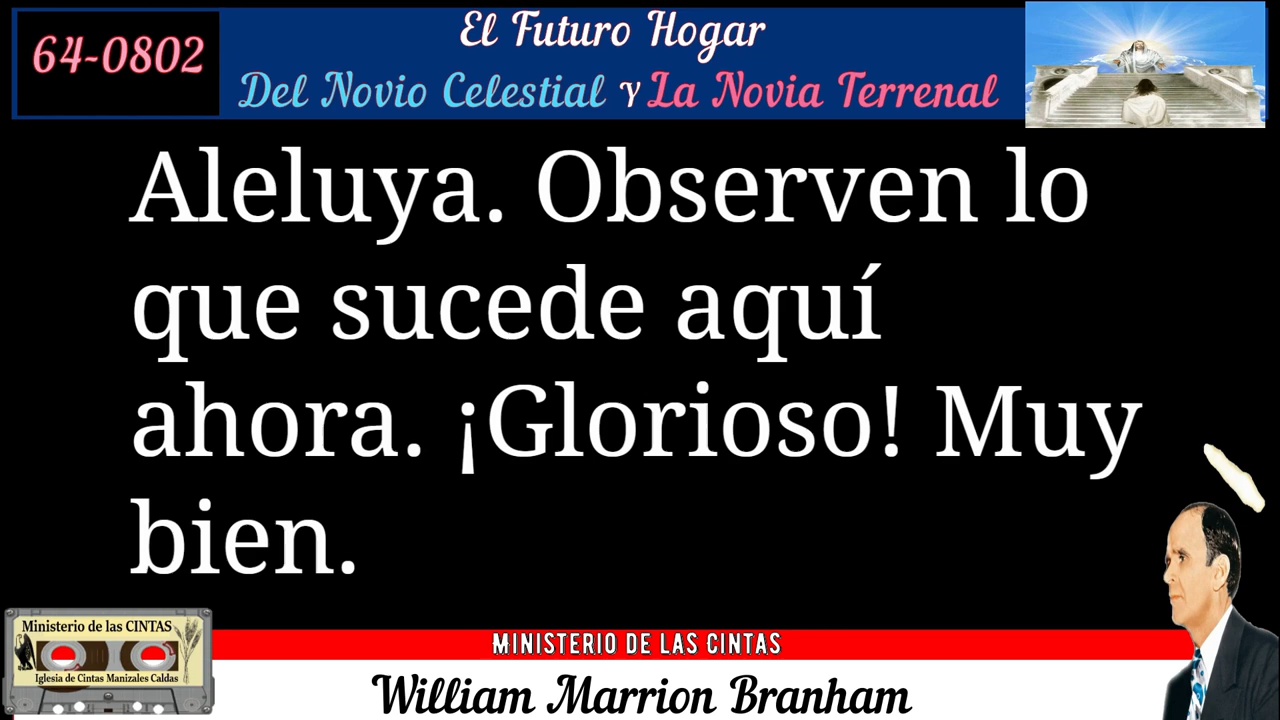 64-0802
El Futuro Hogar
Del Novio Celestial Y La Novia Terrenal
Aleluya. Observen lo
que sucede aquí
ahora. ¡Glorioso! Muy
bien.
Ministerio de las CINTAS
Iglesia de Cintas Manizales Caldas
MINISTERIO DE LAS CINTAS
William Marrion Branham